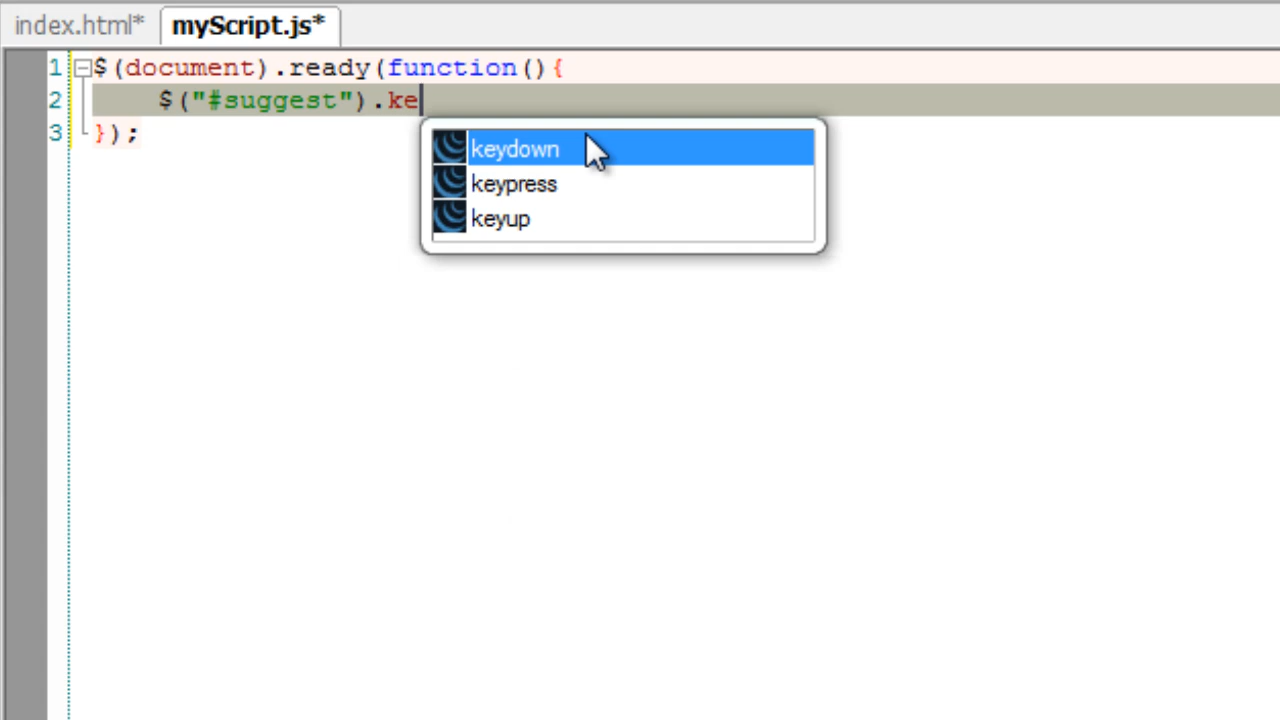 index.html* myScript.js*
1 $(document).ready(function(){
2 $("#suggest").ke
3 });
keydown
keypress
keyup